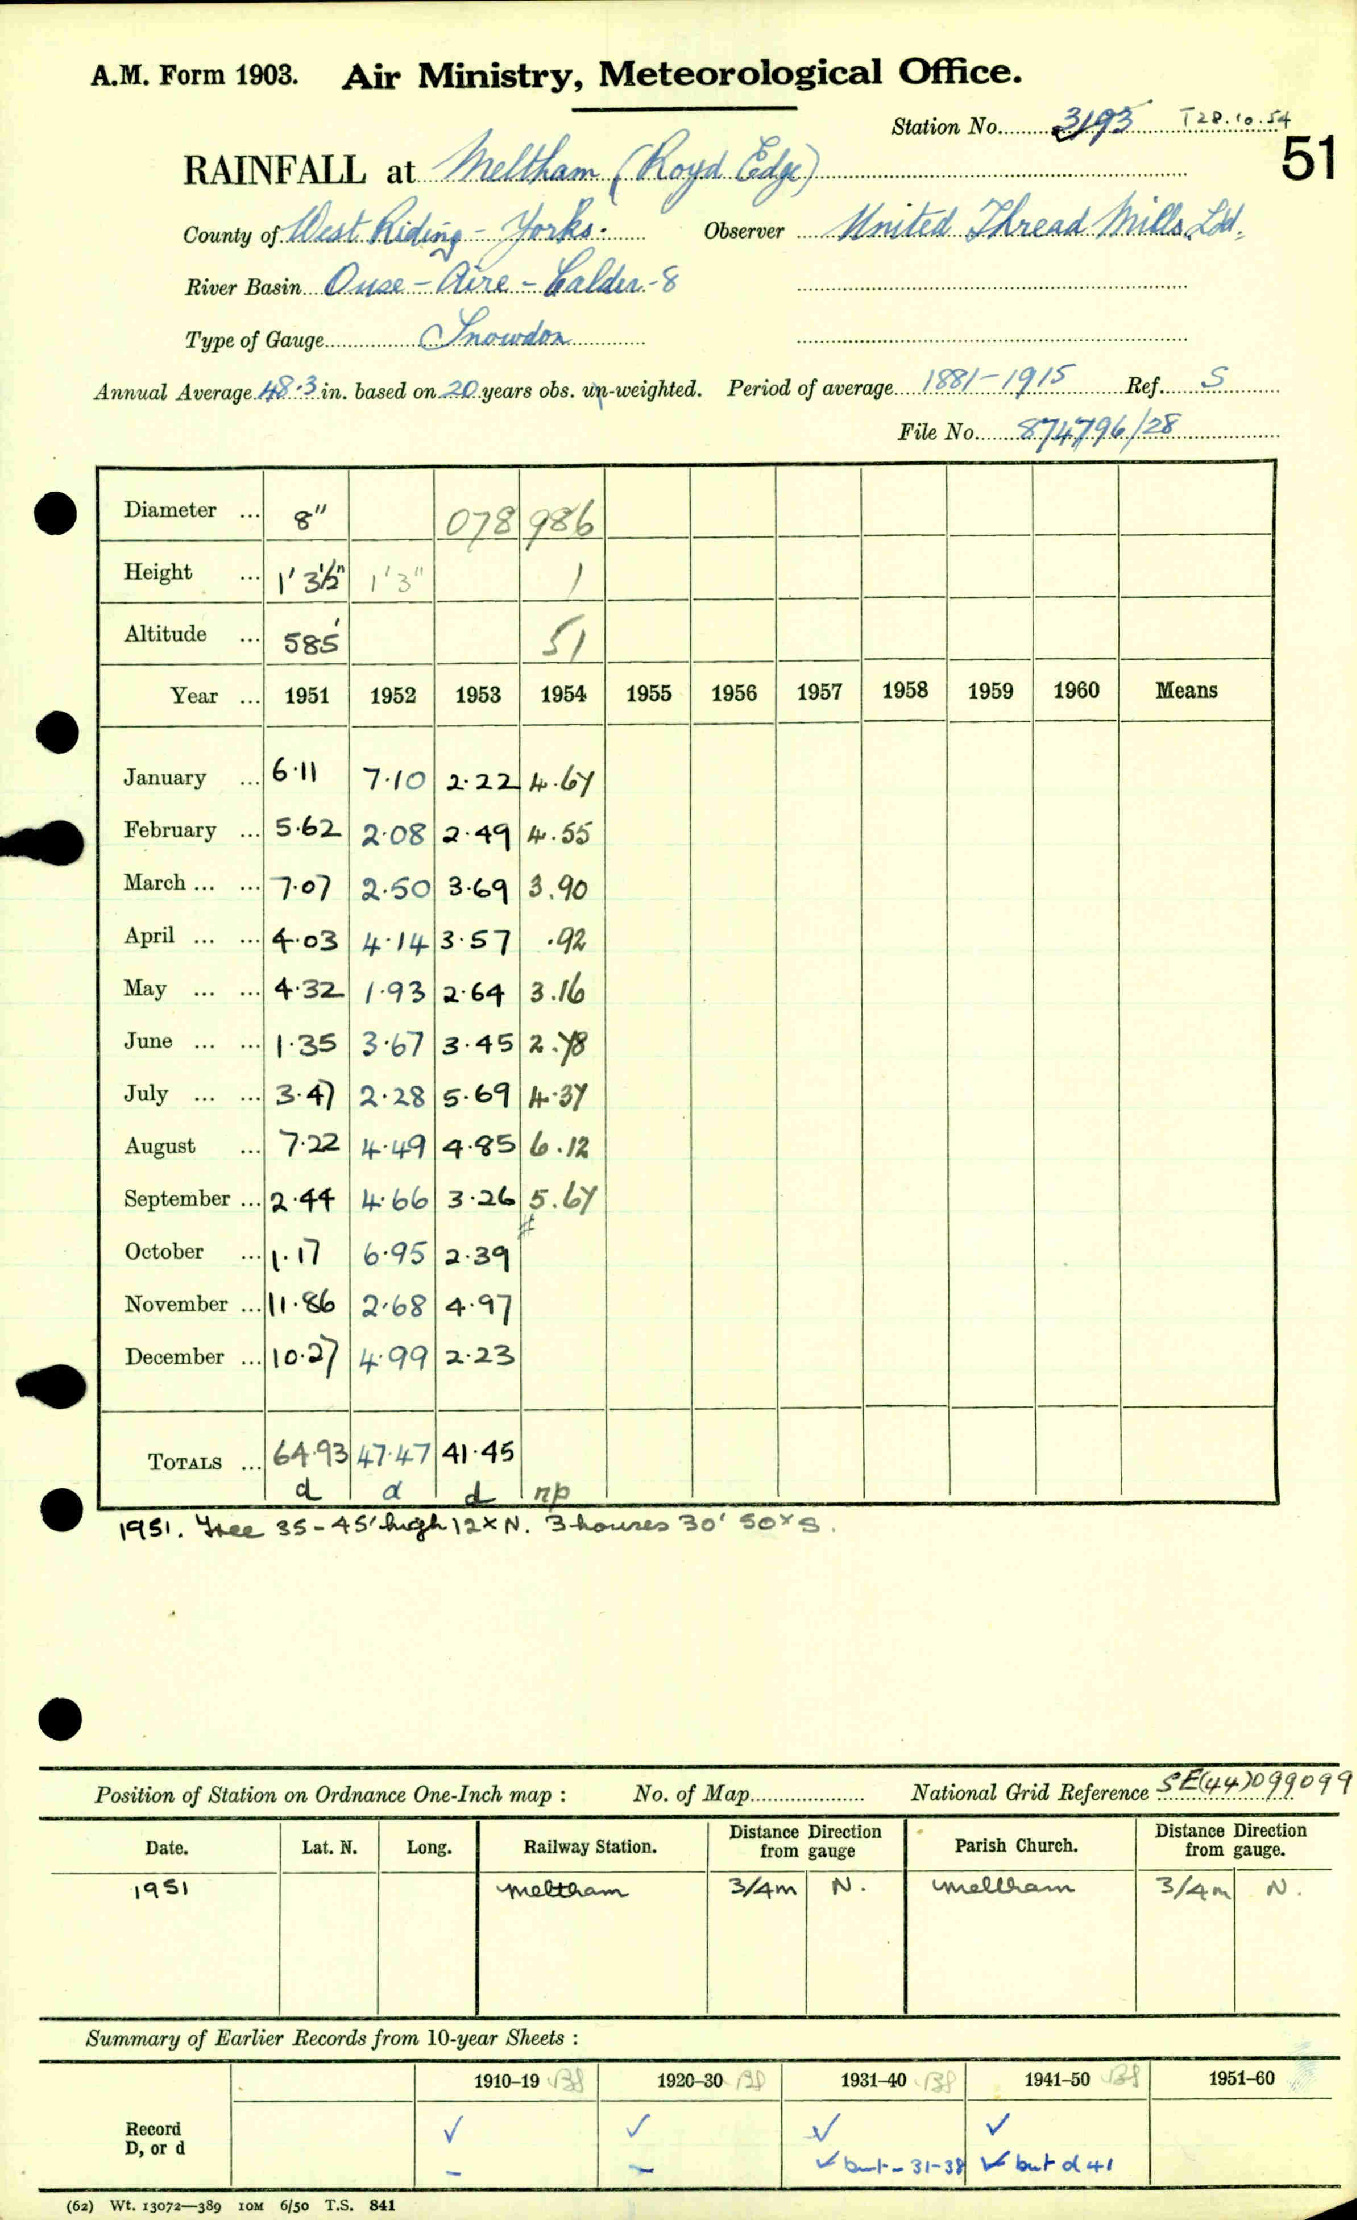 A.M. Form 1903. Air Ministry, Meteorological Office.
Station No. 3193 T 28.10.54
51
RAINFALL at Meltham (Royd Edge)
County of West Riding - Yorks. Observer United Thread Mills Ltd.
River Basin Ouse - Aire - Calder - 8
Type of Gauge Snowdon
Annual Average 48.3 in. based on 20 years obs. un-weighted. Period of average 1881-1915 Ref. S
File No. 874796/28
Diameter ... 8" 078 986
Height ... 1' 3½" 1' 3" 1
Altitude ... 585' 51
Year ... 1951 1952 1953 1954 1955 1956 1957 1958 1959 1960 Means
January ... 6.11 7.10 2.22 4.67
February ... 5.62 2.08 2.49 4.55
March ... ... 7.07 2.50 3.69 3.90
April ... ... 4.03 4.14 3.57 .92
May ... ... 4.32 1.93 2.64 3.16
June ... ... 1.35 3.67 3.45 2.78
July ... ... 3.47 2.28 5.69 4.37
August ... 7.22 4.49 4.85 6.12
September ... 2.44 4.66 3.26 5.67
October ... 1.17 6.95 2.39
November ... 11.86 2.68 4.97
December ... 10.27 4.99 2.23
TOTALS ... 64.93 47.47 41.45
d d d np
1951. Tree 35-45' high 12x N. 3 houses 30' 50x S.
Position of Station on Ordnance One-Inch map : No. of Map National Grid Reference SE(44)099099
Date. Lat. N. Long. Railway Station. Distance from gauge Direction Parish Church. Distance from gauge. Direction
1951 Meltham 3/4m N. Meltham 3/4m N.
Summary of Earlier Records from 10-year Sheets :
1910-19 1920-30 1931-40 1941-50 1951-60
Record ✓ ✓ ✓ ✓
D, or d - - ✓ but - 31-38 ✓ but d 41
(62) Wt. 13072—389 10M 6/50 T.S. 841